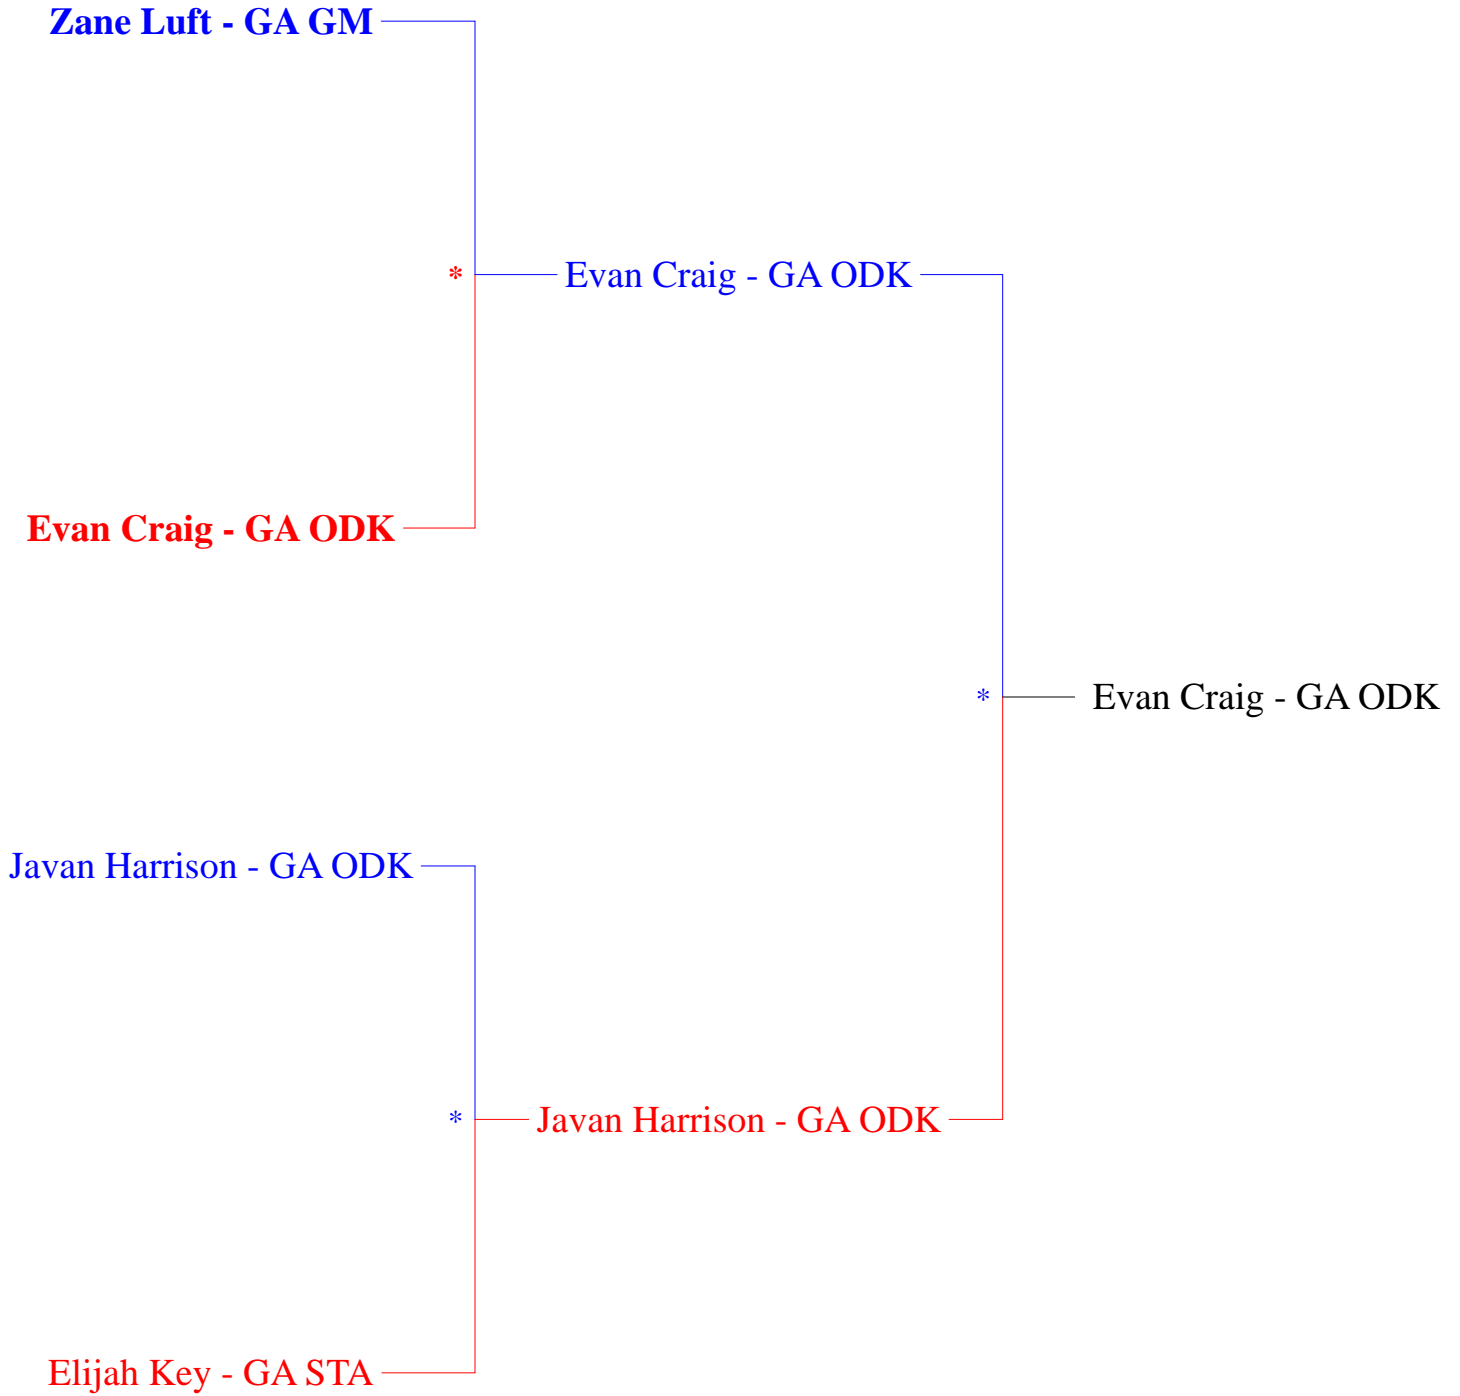 Zane Luft - GA GM
*
Evan Craig - GA ODK
Evan Craig - GA ODK
*
Evan Craig - GA ODK
Javan Harrison - GA ODK
*
Javan Harrison - GA ODK
Elijah Key - GA STA